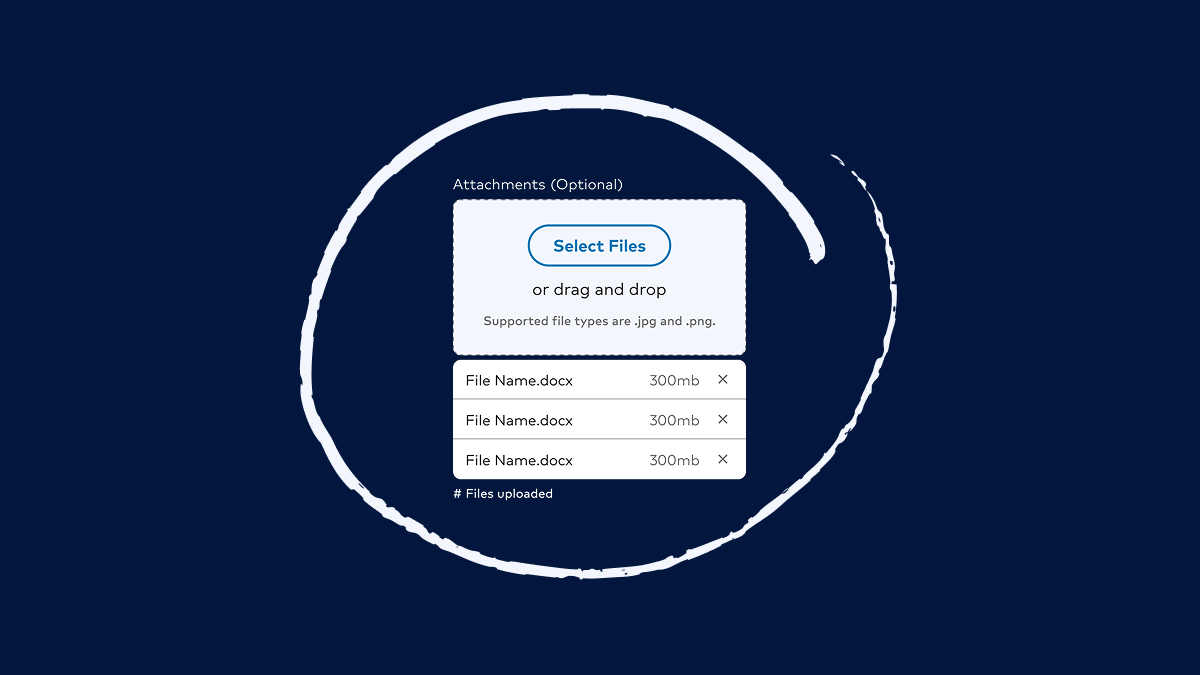 Attachments (Optional)
Select Files
or drag and drop
Supported file types are .jpg and .png.
File Name.docx 300mb ×
File Name.docx 300mb ×
File Name.docx 300mb ×
# Files uploaded